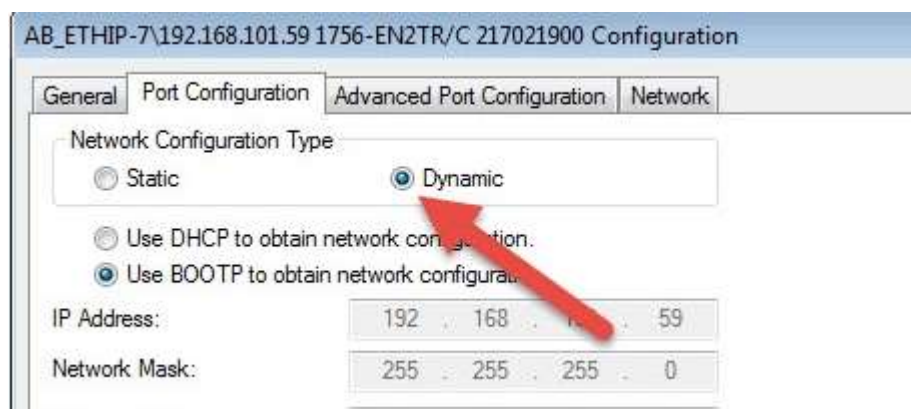 AB_ETHIP-7\192.168.101.59 1756-EN2TR/C 217021900 Configuration
General Port Configuration Advanced Port Configuration Network
Network Configuration Type
Static Dynamic
Use DHCP to obtain network configuration.
Use BOOTP to obtain network configurati
IP Address: 192 . 168 . . 59
Network Mask: 255 . 255 . 255 . 0